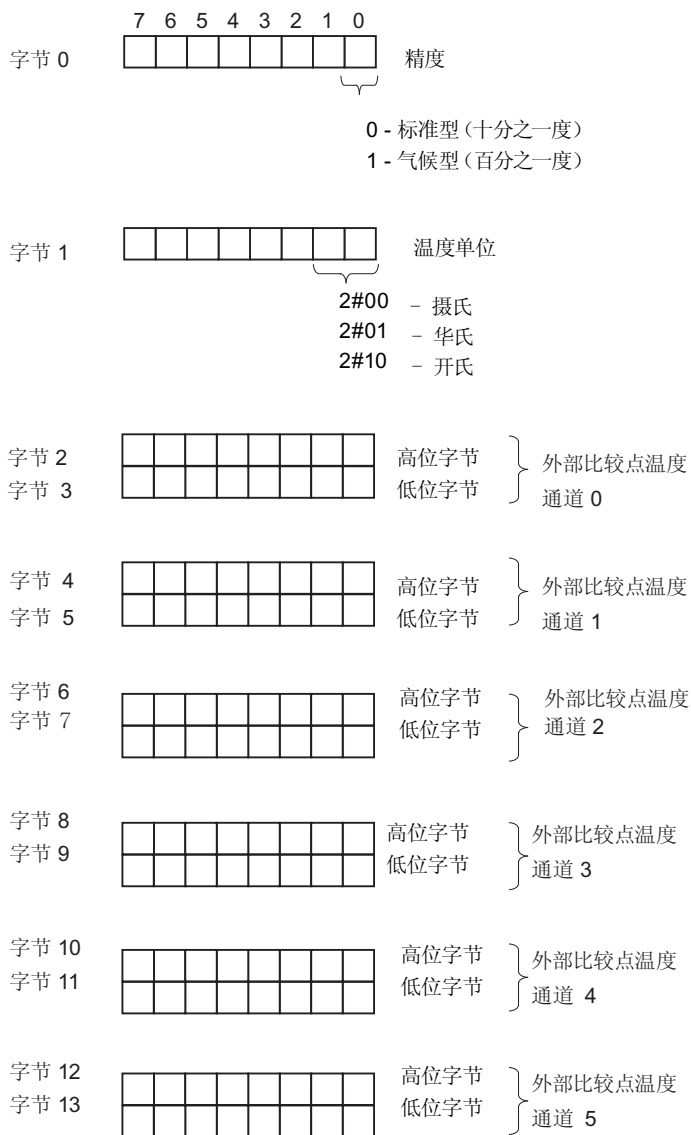 7 6 5 4 3 2 1 0
字节 0 精度
0 - 标准型(十分之一度)
1 - 气候型(百分之一度)
字节 1 温度单位
2#00 – 摄氏
2#01 – 华氏
2#10 – 开氏
字节 2 高位字节 外部比较点温度
字节 3 低位字节 通道 0
字节 4 高位字节 外部比较点温度
字节 5 低位字节 通道 1
字节 6 高位字节 外部比较点温度
字节 7 低位字节 通道 2
字节 8 高位字节 外部比较点温度
字节 9 低位字节 通道 3
字节 10 高位字节 外部比较点温度
字节 11 低位字节 通道 4
字节 12 高位字节 外部比较点温度
字节 13 低位字节 通道 5